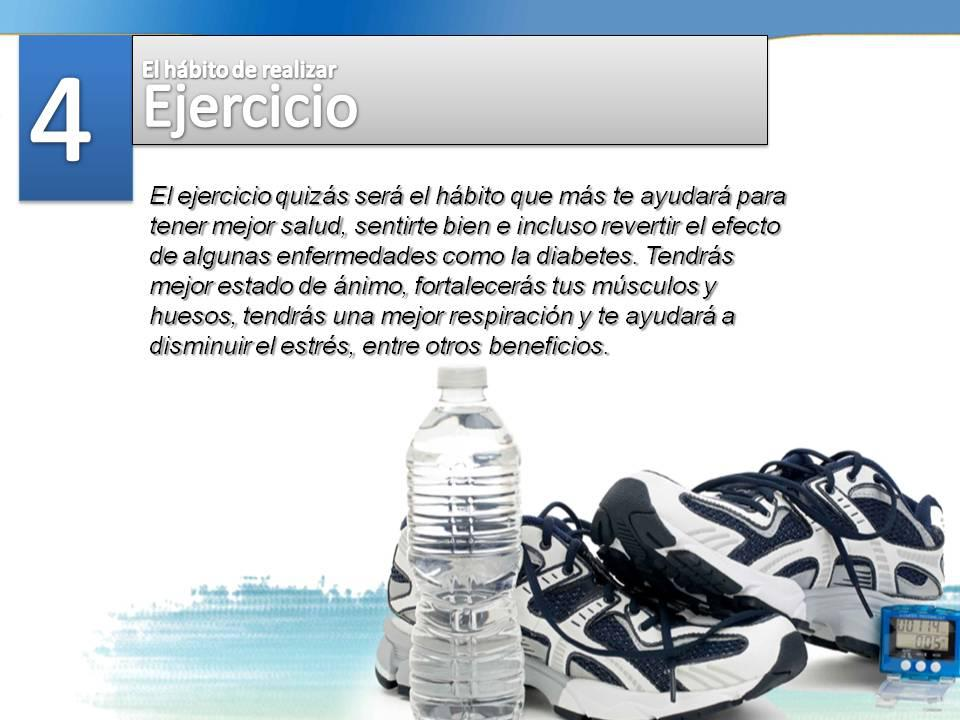 4
El hábito de realizar
Ejercicio
El ejercicio quizás será el hábito que más te ayudará para
tener mejor salud, sentirte bien e incluso revertir el efecto
de algunas enfermedades como la diabetes. Tendrás
mejor estado de ánimo, fortalecerás tus músculos y
huesos, tendrás una mejor respiración y te ayudará a
disminuir el estrés, entre otros beneficios.